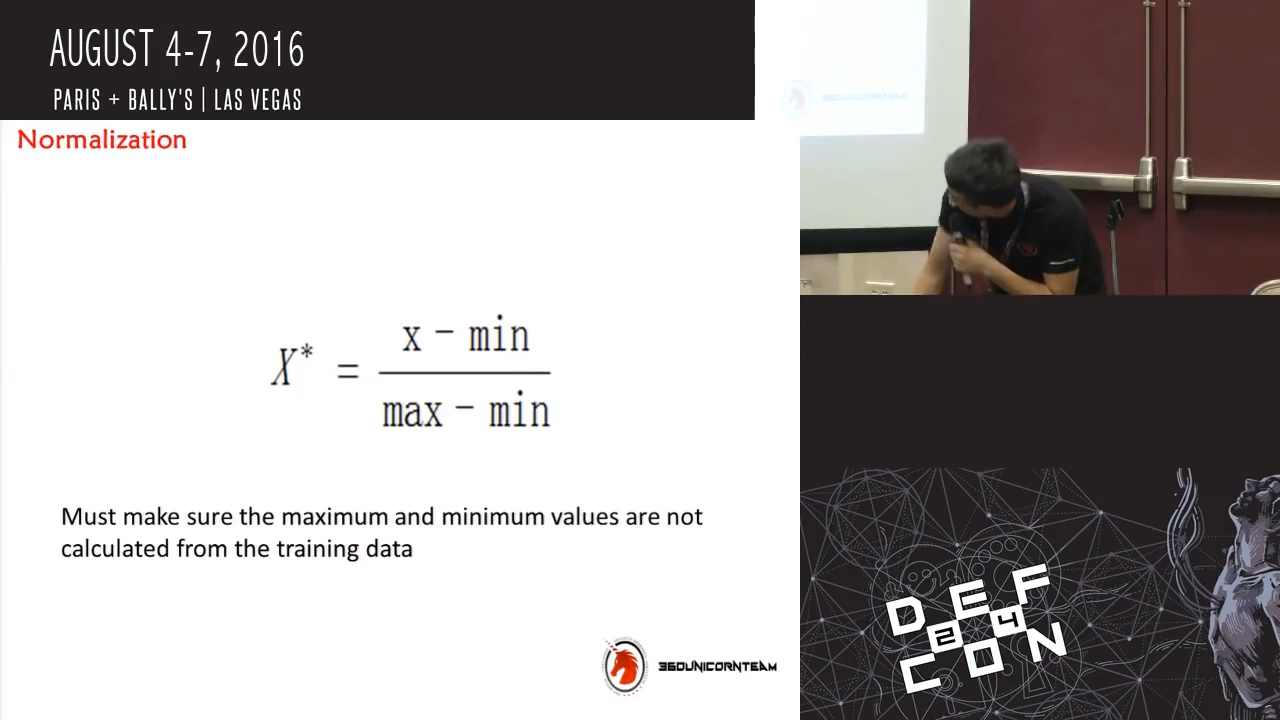 AUGUST 4-7, 2016
PARIS + BALLY'S | LAS VEGAS
Normalization
X* = (x - min) / (max - min)
Must make sure the maximum and minimum values are not
calculated from the training data
360UNICORNTEAM
360UNICORNTEAM
DEF
24
CON